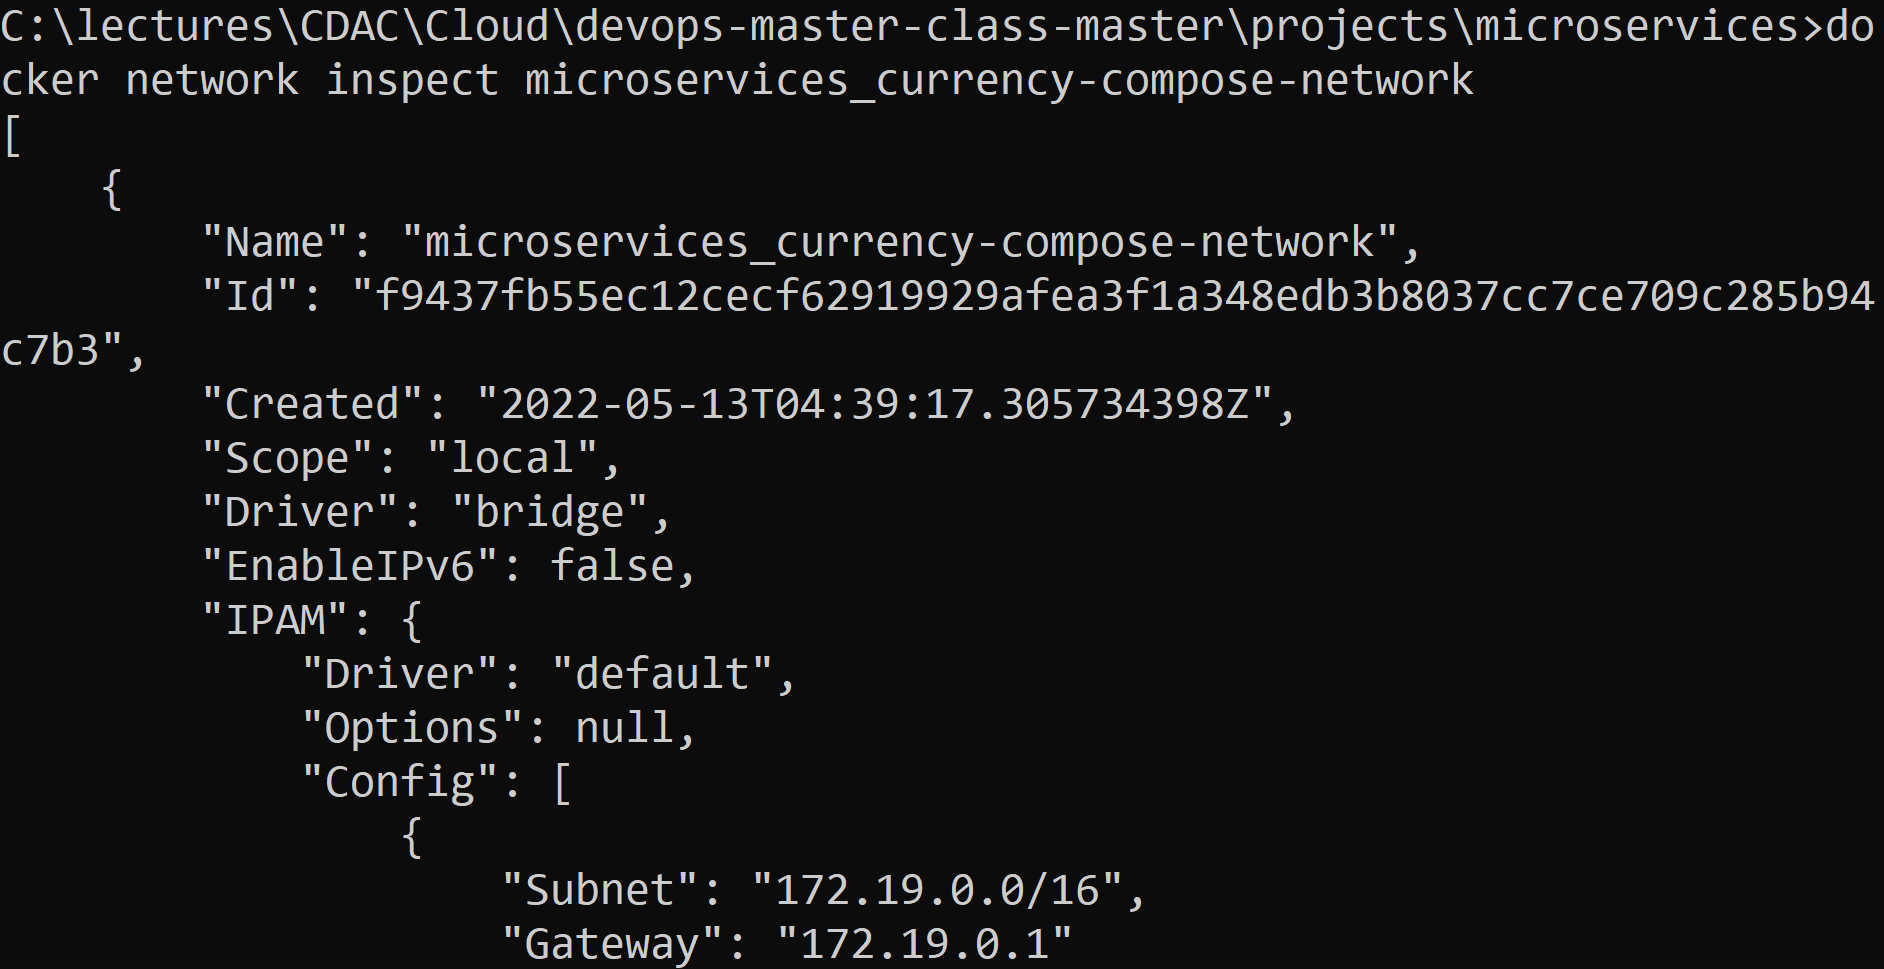 C:\lectures\CDAC\Cloud\devops-master-class-master\projects\microservices>do
cker network inspect microservices_currency-compose-network
[
    {
        "Name": "microservices_currency-compose-network",
        "Id": "f9437fb55ec12cecf62919929afea3f1a348edb3b8037cc7ce709c285b94
c7b3",
        "Created": "2022-05-13T04:39:17.305734398Z",
        "Scope": "local",
        "Driver": "bridge",
        "EnableIPv6": false,
        "IPAM": {
            "Driver": "default",
            "Options": null,
            "Config": [
                {
                    "Subnet": "172.19.0.0/16",
                    "Gateway": "172.19.0.1"